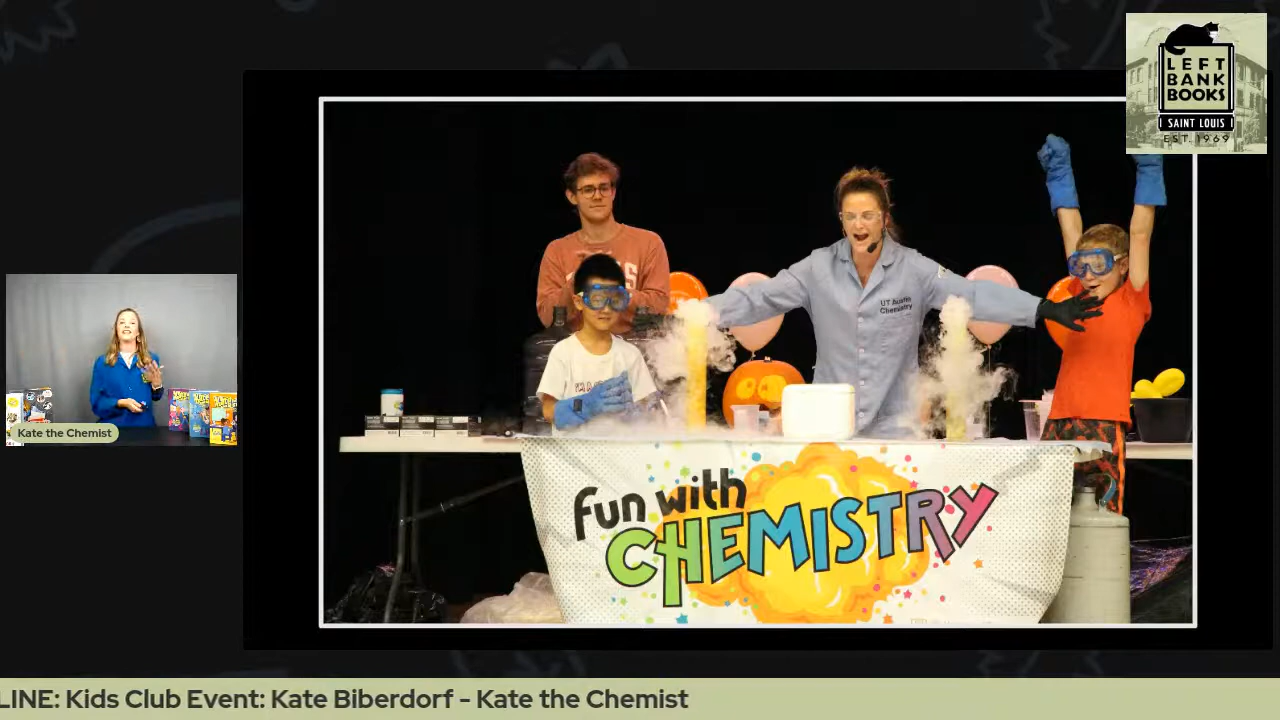 LEFT
BANK
BOOKS
SAINT LOUIS
EST. 1969
UT Austin
Chemistry
Kate the Chemist
fun with
CHEMISTRY
LINE: Kids Club Event: Kate Biberdorf - Kate the Chemist